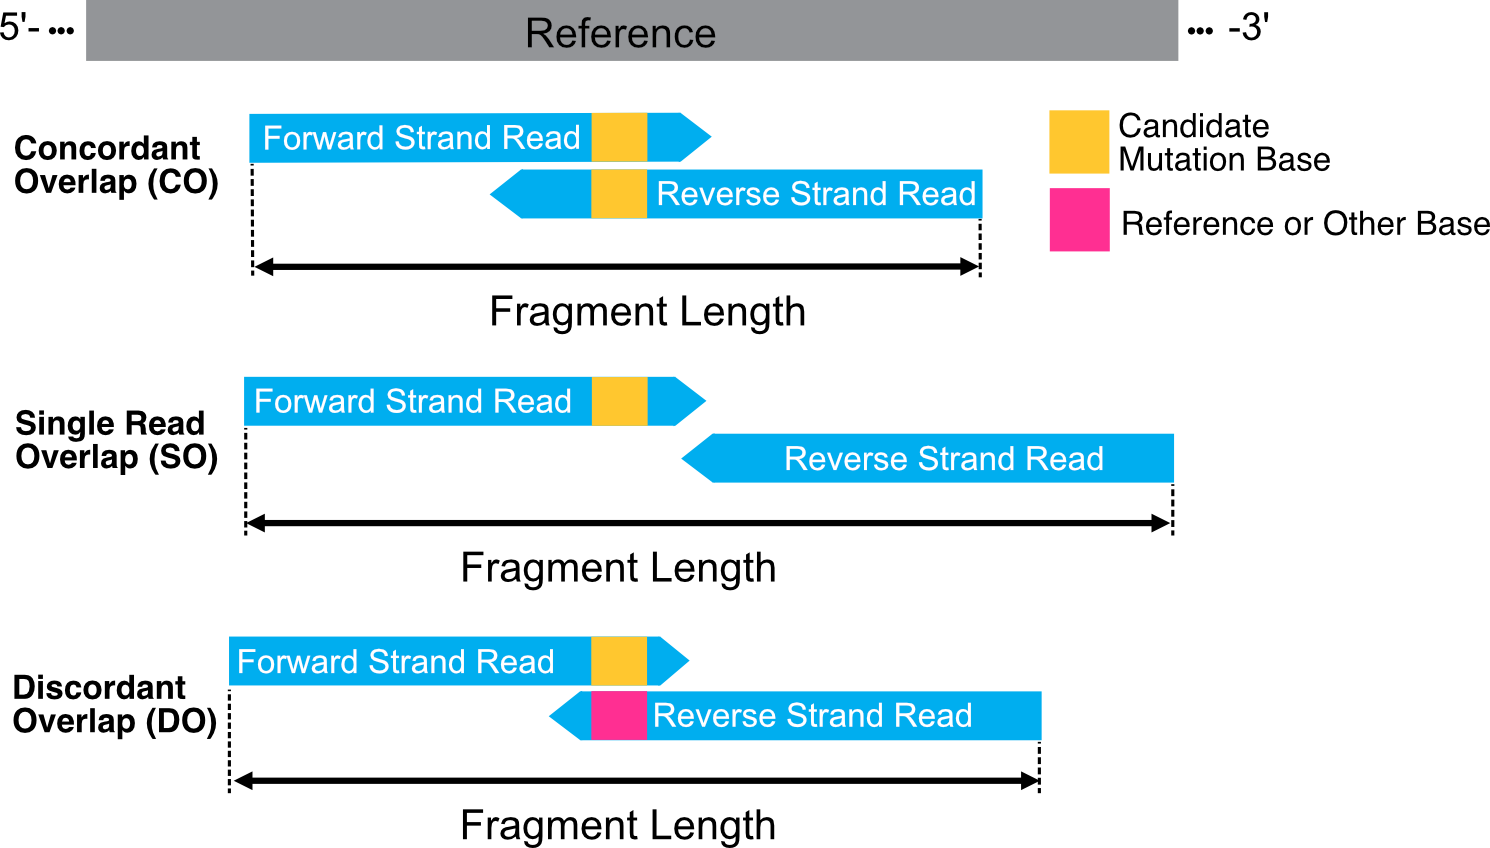 5'- ••• Reference ••• -3'
Concordant
Overlap (CO)
Forward Strand Read
Reverse Strand Read
Fragment Length
Candidate
Mutation Base
Reference or Other Base
Single Read
Overlap (SO)
Forward Strand Read
Reverse Strand Read
Fragment Length
Discordant
Overlap (DO)
Forward Strand Read
Reverse Strand Read
Fragment Length